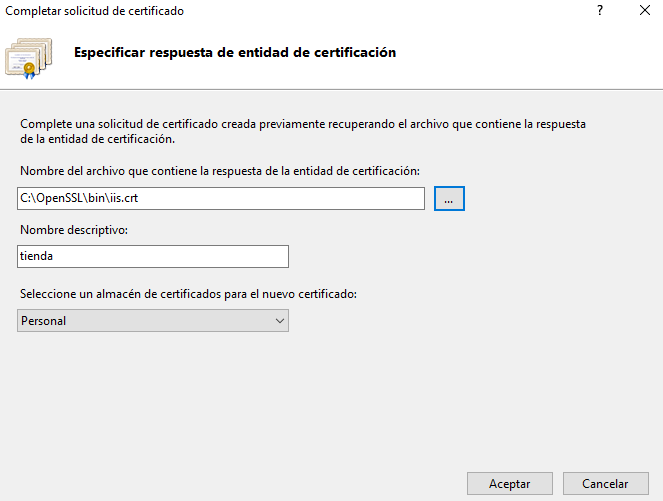 Completar solicitud de certificado
?
Especificar respuesta de entidad de certificación
Complete una solicitud de certificado creada previamente recuperando el archivo que contiene la respuesta
de la entidad de certificación.
Nombre del archivo que contiene la respuesta de la entidad de certificación:
C:\OpenSSL\bin\iis.crt
...
Nombre descriptivo:
tienda
Seleccione un almacén de certificados para el nuevo certificado:
Personal
Aceptar
Cancelar